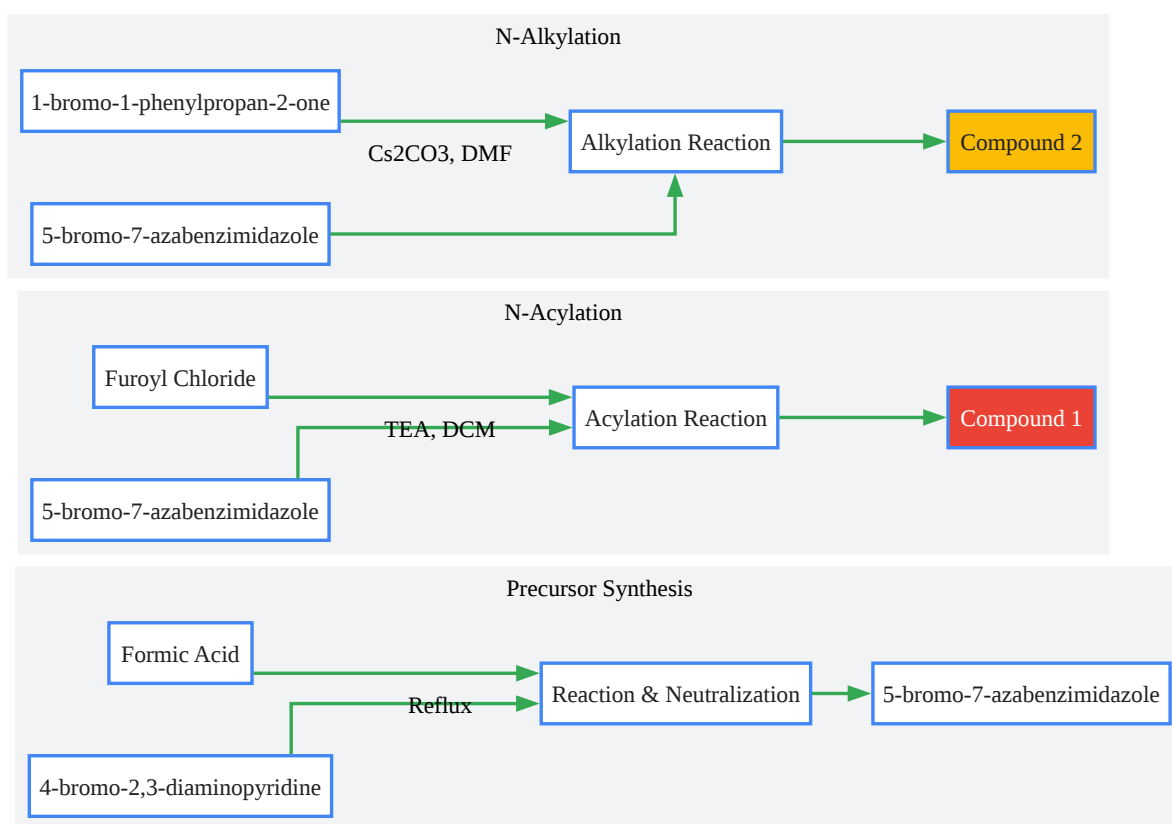 N-Alkylation
1-bromo-1-phenylpropan-2-one
Cs2CO3, DMF
Alkylation Reaction
Compound 2
5-bromo-7-azabenzimidazole
N-Acylation
Furoyl Chloride
TEA, DCM
Acylation Reaction
Compound 1
5-bromo-7-azabenzimidazole
Precursor Synthesis
Formic Acid
Reflux
Reaction & Neutralization
5-bromo-7-azabenzimidazole
4-bromo-2,3-diaminopyridine